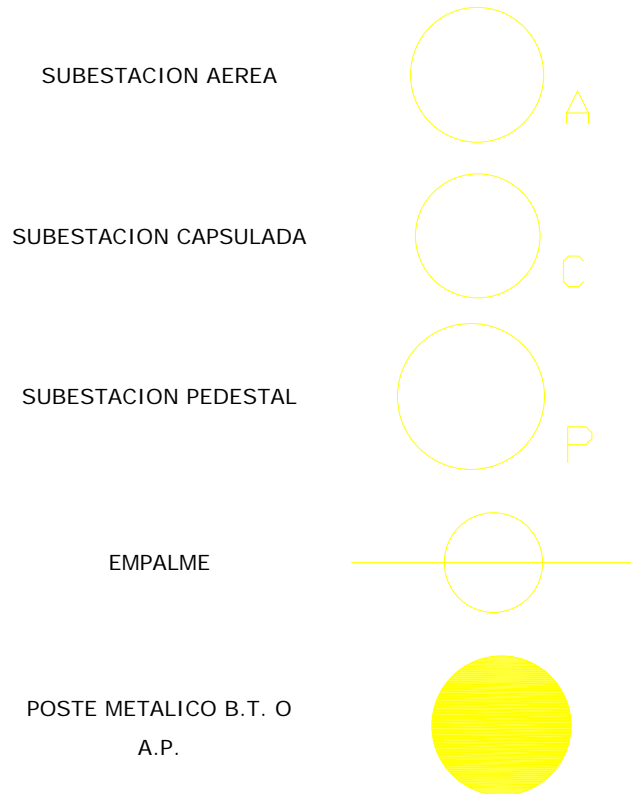 SUBESTACION AEREA
A
SUBESTACION CAPSULADA
C
SUBESTACION PEDESTAL
P
EMPALME
POSTE METALICO B.T. O
A.P.